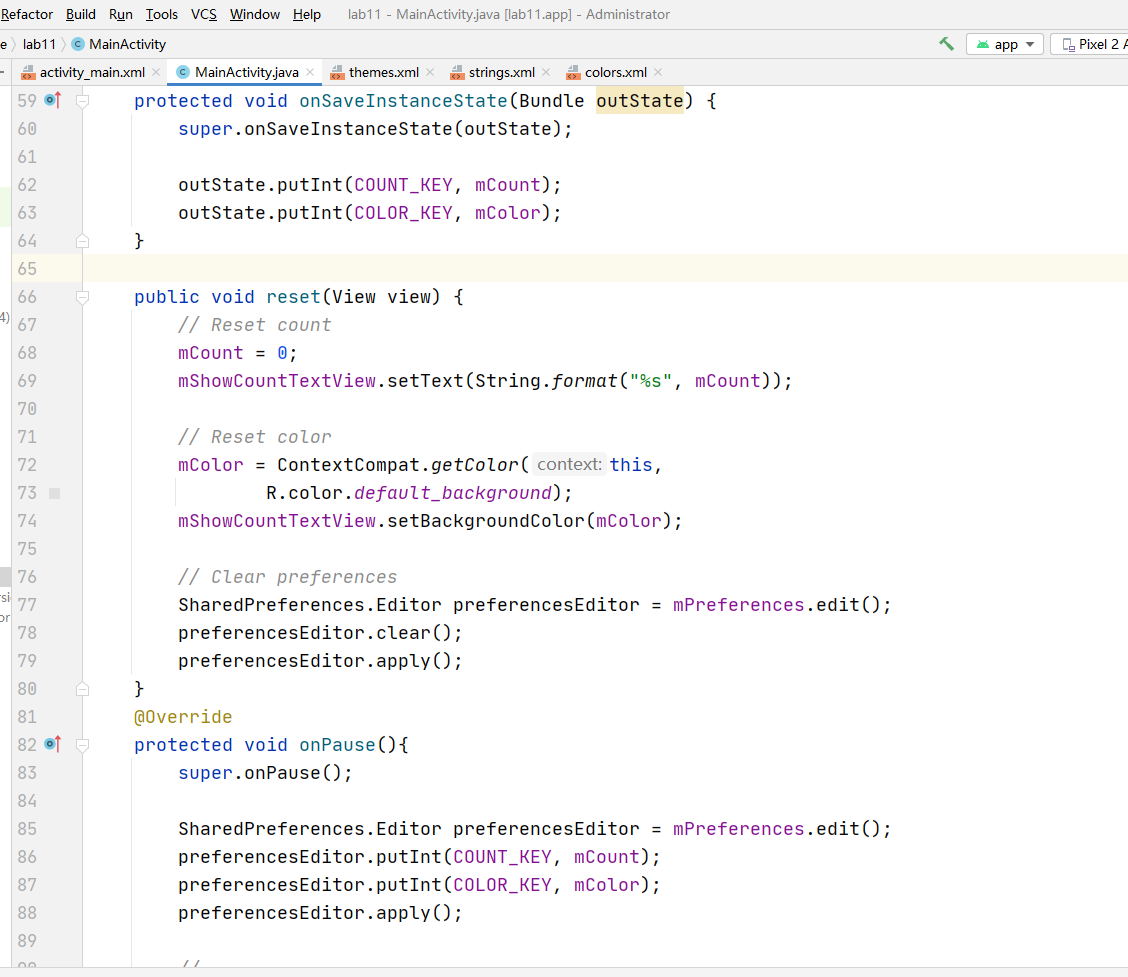 Refactor Build Run Tools VCS Window Help lab11 - MainActivity.java [lab11.app] - Administrator
e lab11 C MainActivity app Pixel 2 A
activity_main.xml C MainActivity.java themes.xml strings.xml colors.xml
59 protected void onSaveInstanceState(Bundle outState) {
60 super.onSaveInstanceState(outState);
61
62 outState.putInt(COUNT_KEY, mCount);
63 outState.putInt(COLOR_KEY, mColor);
64 }
65
66 public void reset(View view) {
4) 67 // Reset count
68 mCount = 0;
69 mShowCountTextView.setText(String.format("%s", mCount));
70
71 // Reset color
72 mColor = ContextCompat.getColor( context: this,
73 R.color.default_background);
74 mShowCountTextView.setBackgroundColor(mColor);
75
76 // Clear preferences
rsi 77 SharedPreferences.Editor preferencesEditor = mPreferences.edit();
or 78 preferencesEditor.clear();
79 preferencesEditor.apply();
80 }
81 @Override
82 protected void onPause(){
83 super.onPause();
84
85 SharedPreferences.Editor preferencesEditor = mPreferences.edit();
86 preferencesEditor.putInt(COUNT_KEY, mCount);
87 preferencesEditor.putInt(COLOR_KEY, mColor);
88 preferencesEditor.apply();
89
90 //